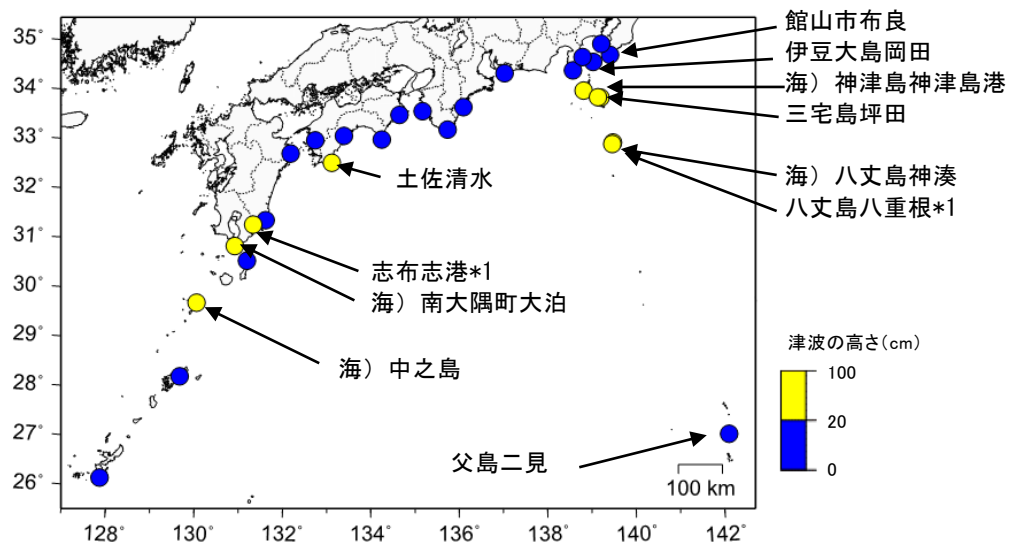 35°
34°
33°
32°
31°
30°
29°
28°
27°
26°
館山市布良
伊豆大島岡田
海）神津島神津島港
三宅島坪田
海）八丈島神湊
八丈島八重根*1
土佐清水
志布志港*1
海）南大隅町大泊
海）中之島
父島二見
津波の高さ(cm)
100
20
0
100 km
128°
130°
132°
134°
136°
138°
140°
142°